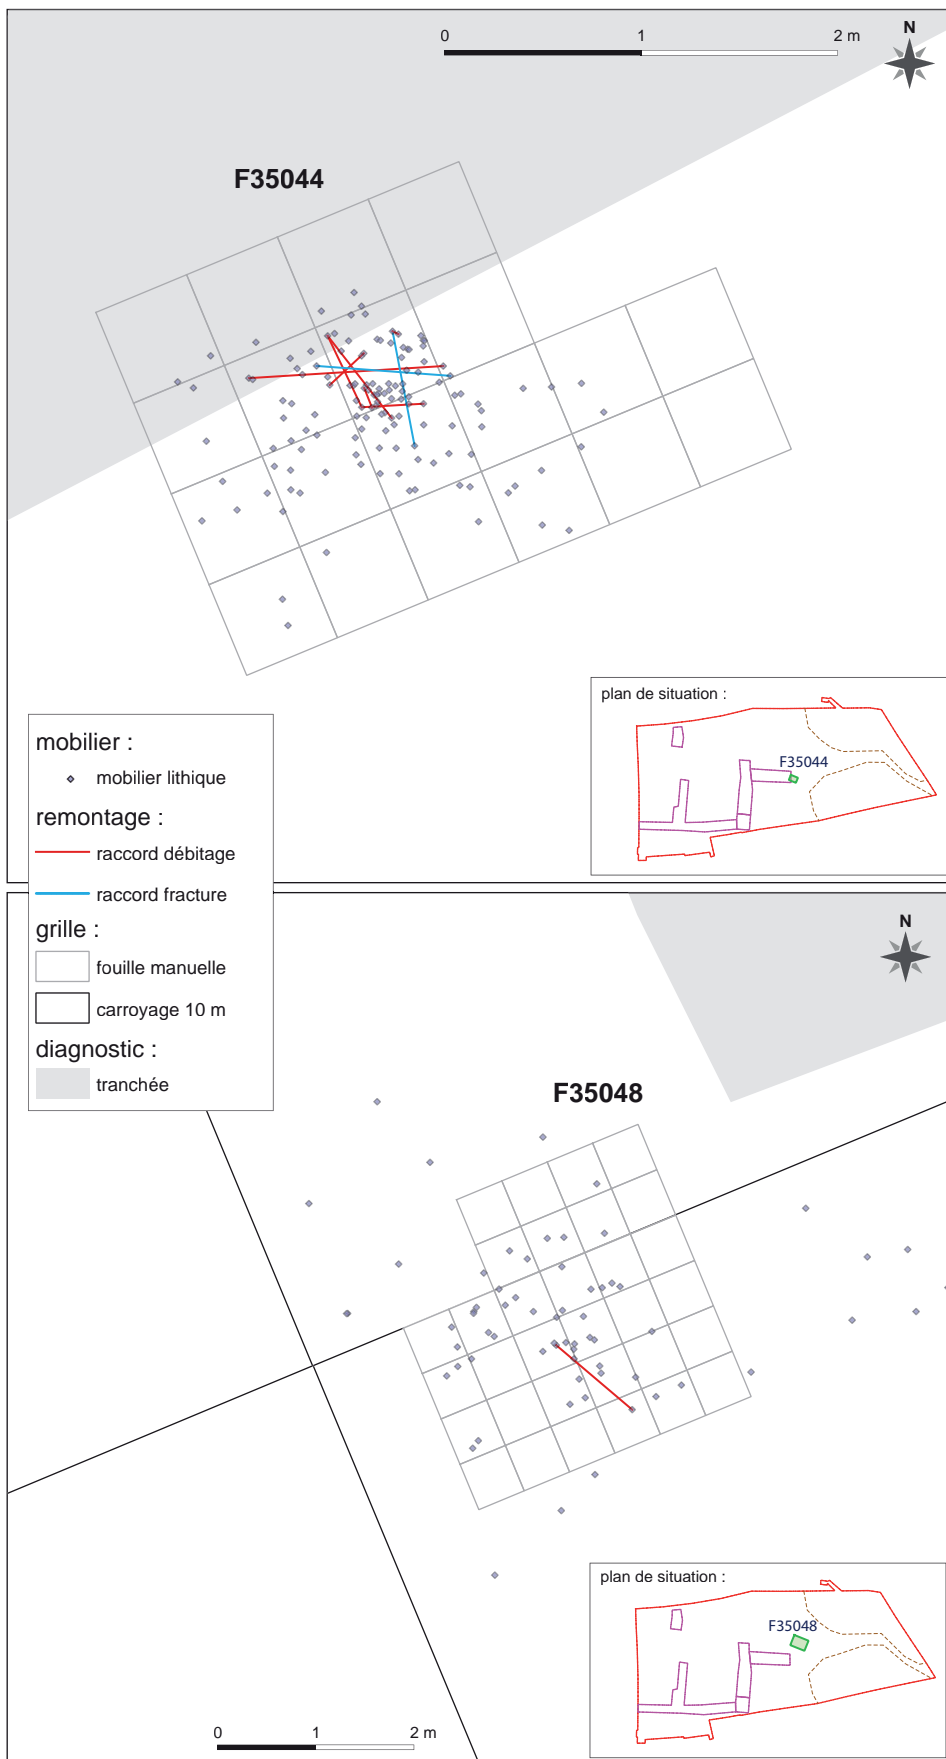 0 1 2 m
N
F35044
plan de situation :
F35044
mobilier :
mobilier lithique
remontage :
raccord débitage
raccord fracture
grille :
fouille manuelle
carroyage 10 m
diagnostic :
tranchée
N
F35048
plan de situation :
F35048
0 1 2 m